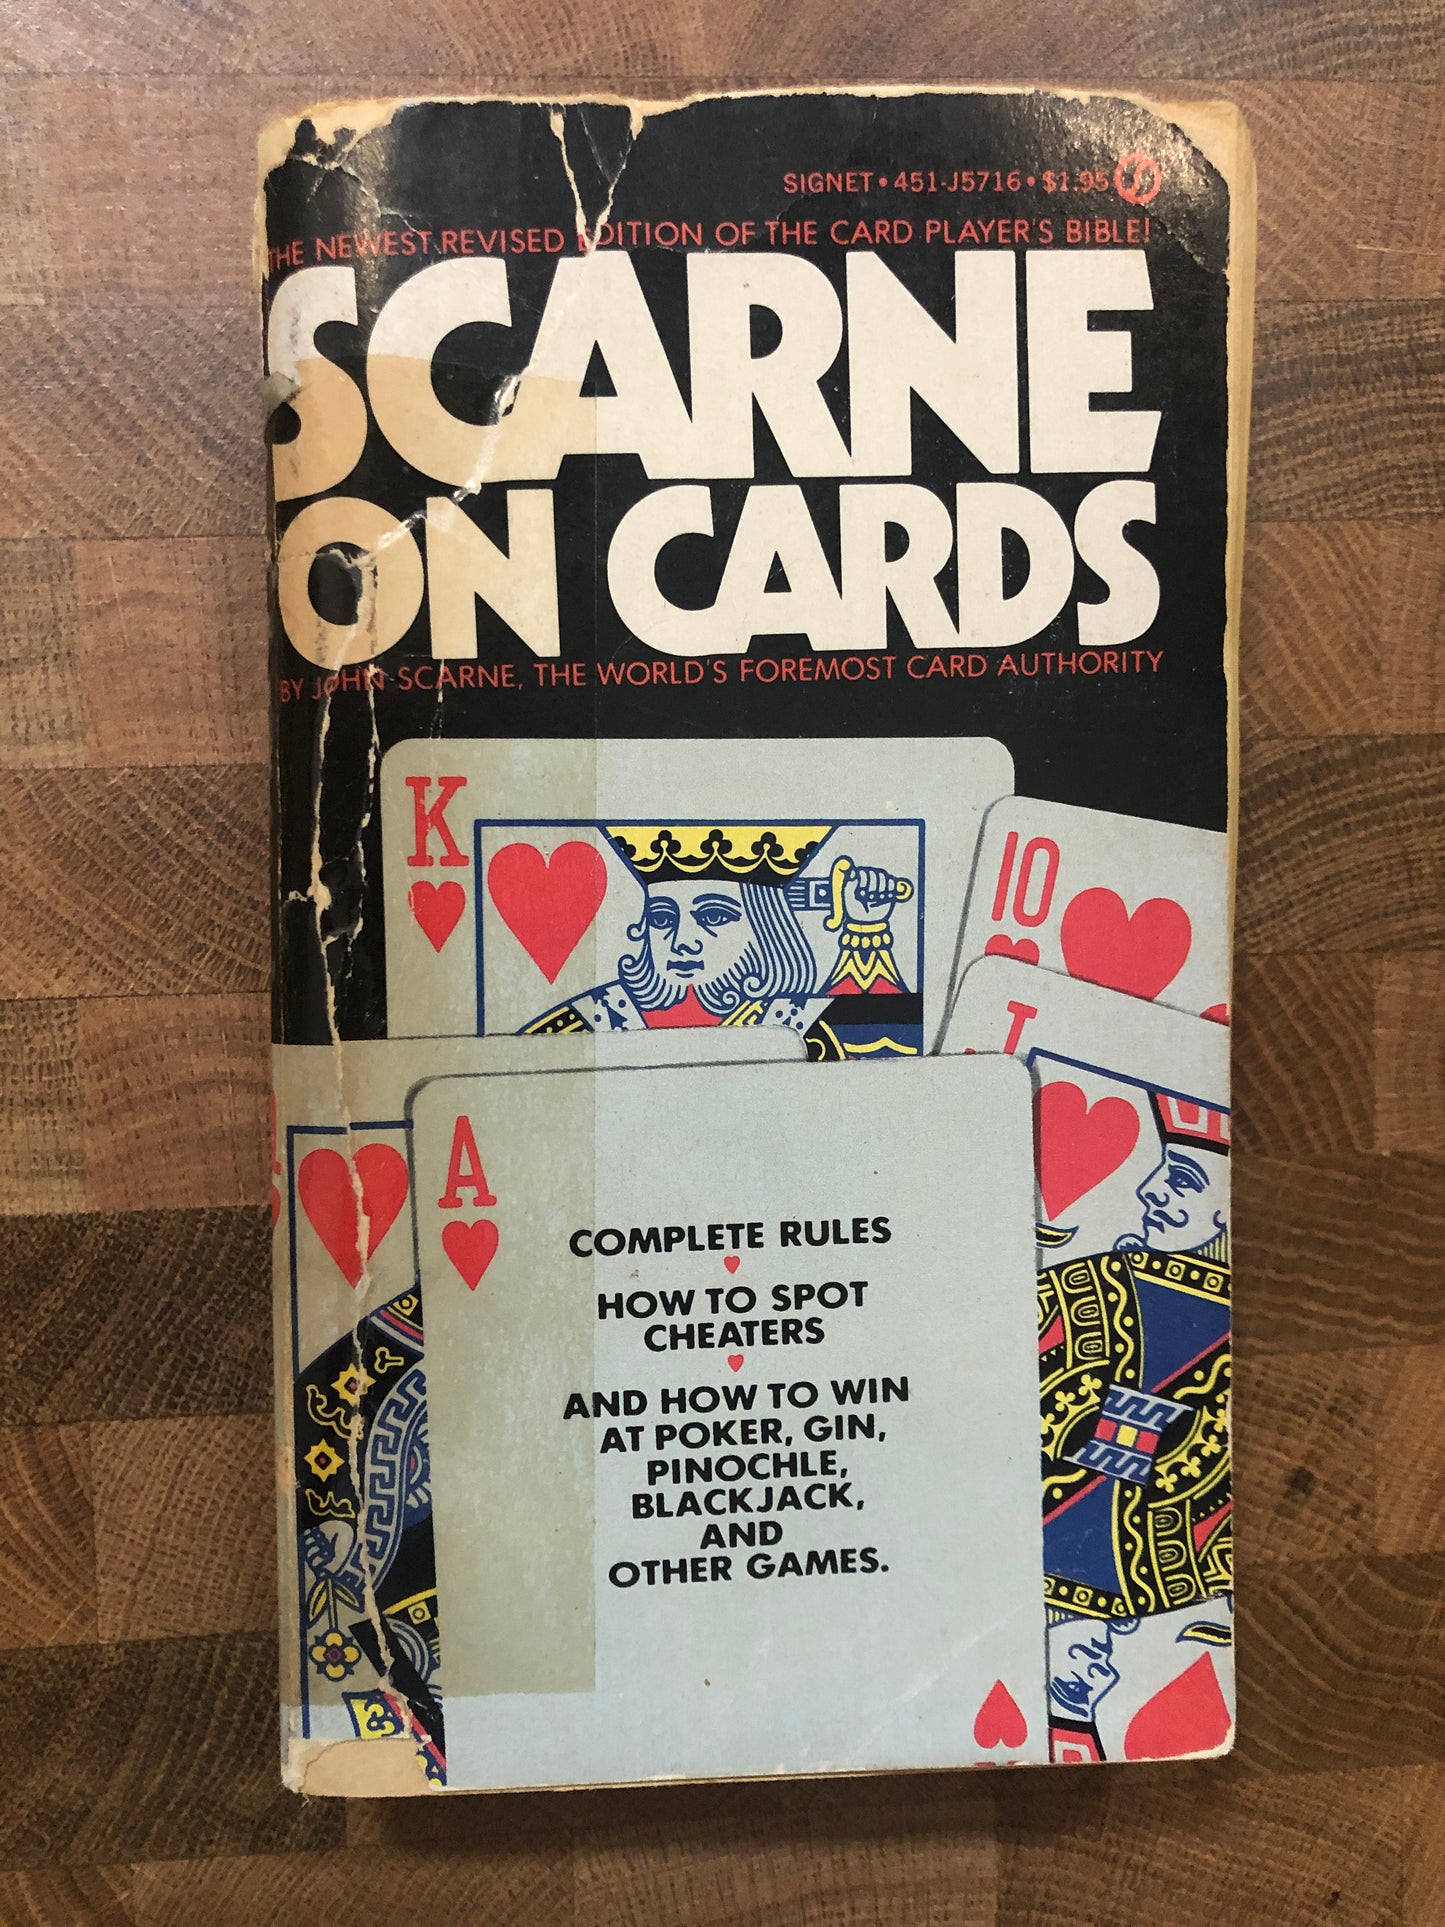 SIGNET • 451-J5716 • $1.95
THE NEWEST REVISED EDITION OF THE CARD PLAYER'S BIBLE!
SCARNE
ON CARDS
BY JOHN SCARNE, THE WORLD'S FOREMOST CARD AUTHORITY
K
10
J
A
COMPLETE RULES
HOW TO SPOT
CHEATERS
AND HOW TO WIN
AT POKER, GIN,
PINOCHLE,
BLACKJACK,
AND
OTHER GAMES.